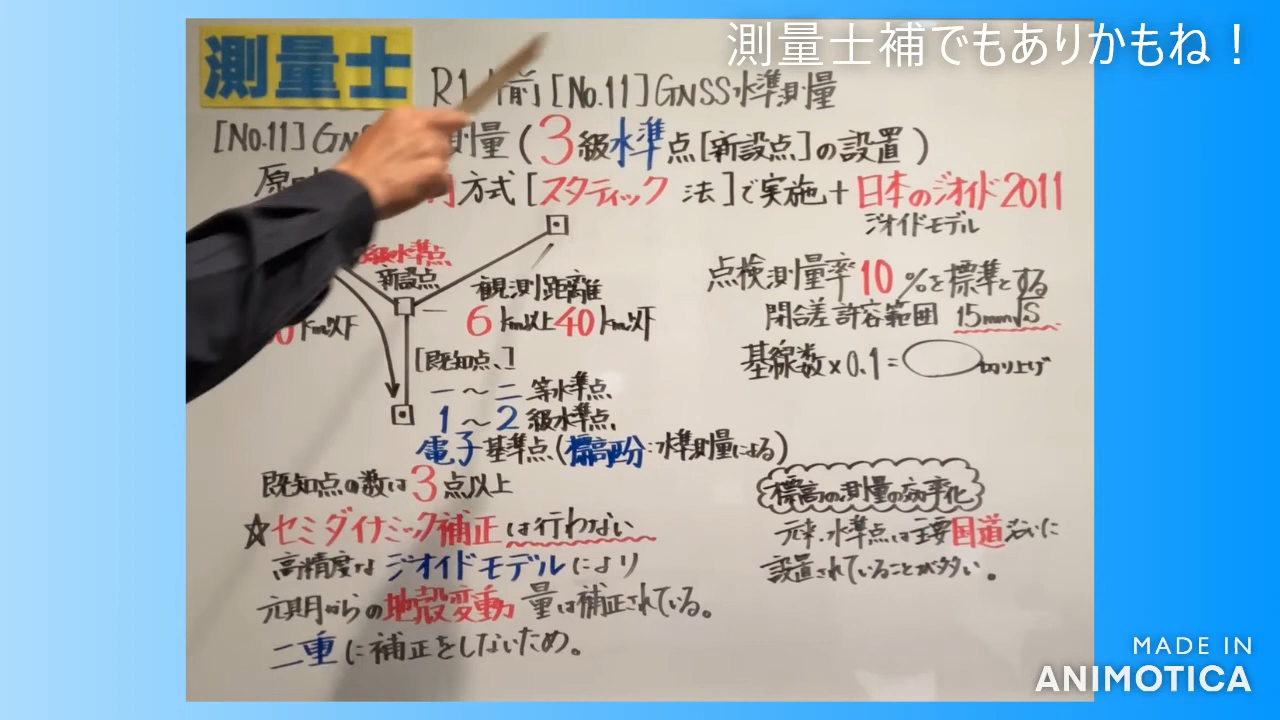 測量士補でもありかもね！
測量士
R1 前 [No.11] GNSS水準測量
[No.11] GN 測量 (3級水準点 [新設点] の設置)
方式 [スタティック 法] で実施 + 日本のジオイド2011
ジオイドモデル
級水準点
新設点
観測距離
6 km以上 40 km以下
0 km以下
点検測量率 10 %を標準とする
閉合差 許容範囲 15mm√S
基線数 × 0.1 = 切り上げ
[既知点]
一 ～ 二 等水準点
1 ～ 2 級水準点
電子基準点 (標高区分 : 水準測量による)
既知点の数は 3 点以上
☆セミダイナミック補正 は行わない
高精度な ジオイドモデル により
元期からの地殻変動 量は補正されている。
二重に補正をしないため。
標高の測量の効率化
元来、水準点は主要国道沿いに
設置されていることが多い。
MADE IN
ANIMOTICA